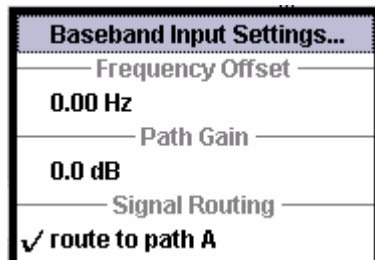 Baseband Input Settings...
Frequency Offset
0.00 Hz
Path Gain
0.0 dB
Signal Routing
✓ route to path A